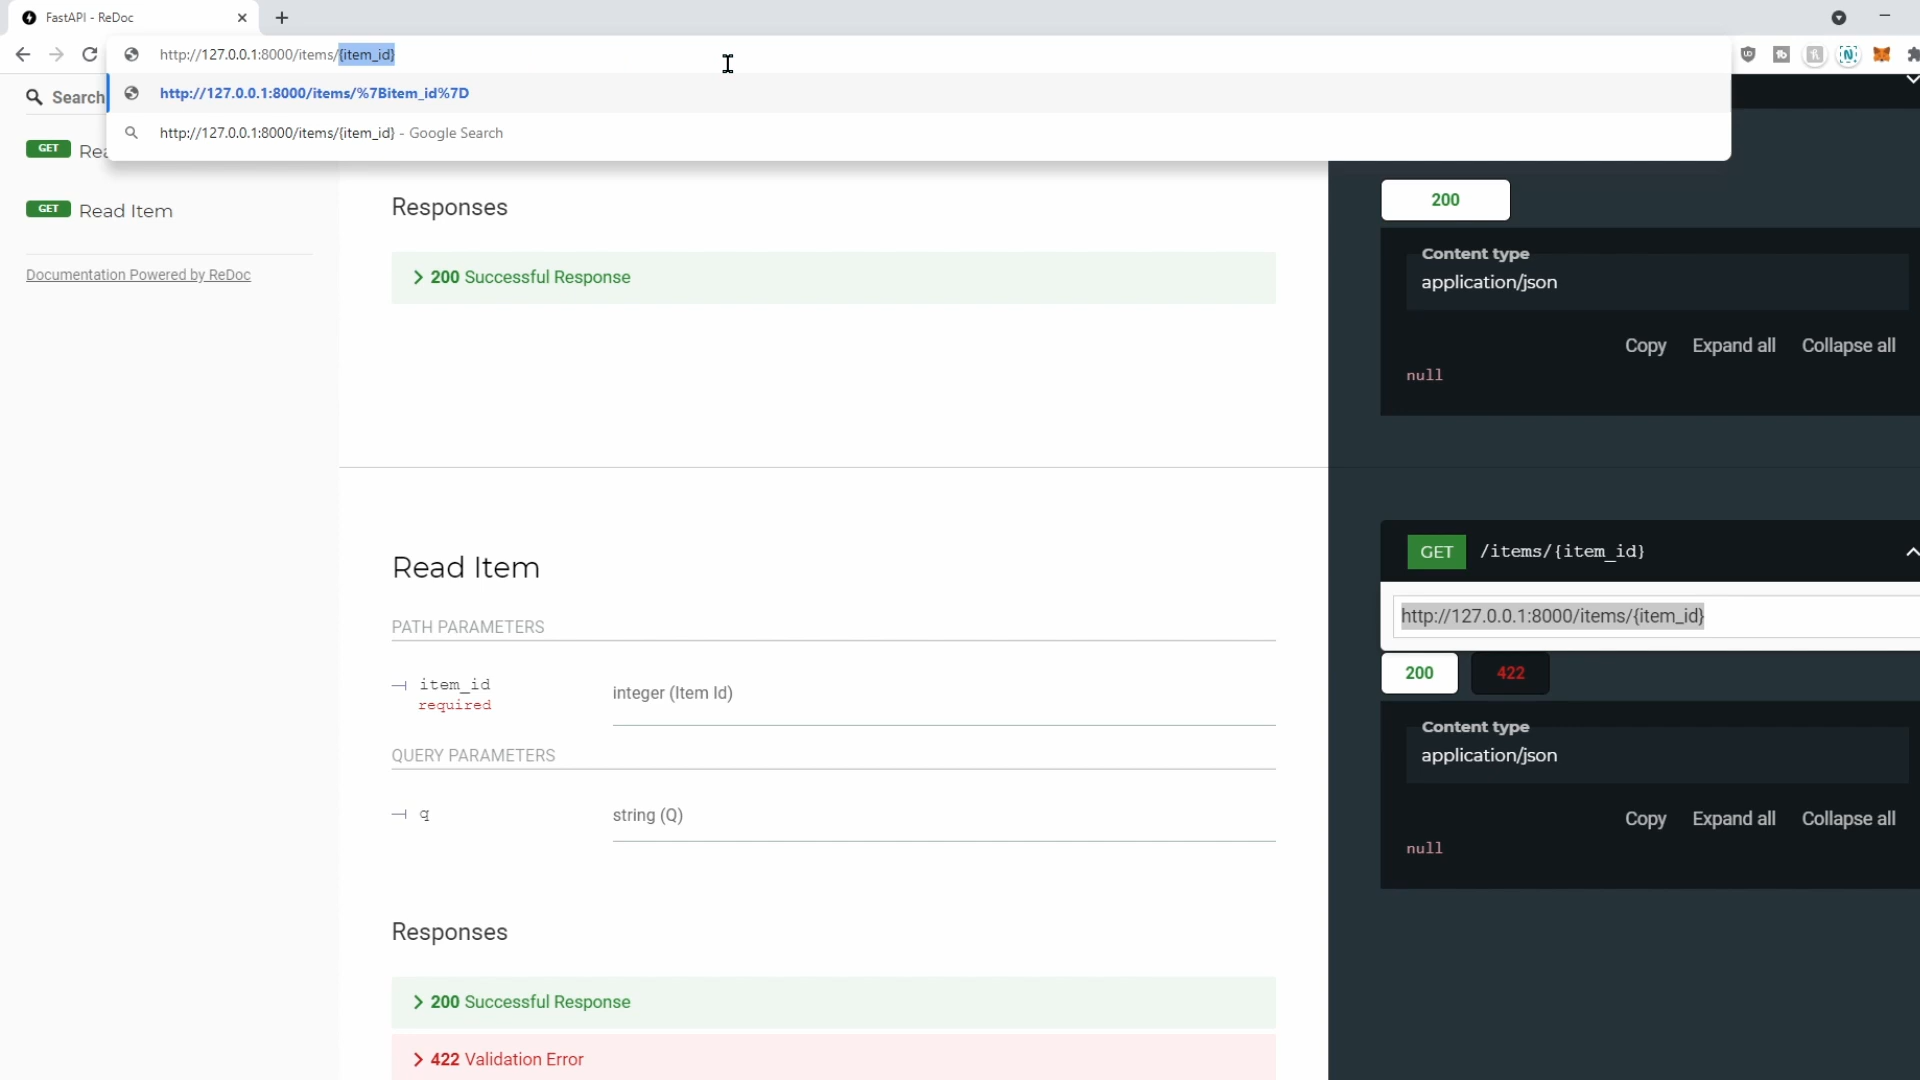 FastAPI - ReDoc
http://127.0.0.1:8000/items/{item_id}
http://127.0.0.1:8000/items/%7Bitem_id%7D
http://127.0.0.1:8000/items/{item_id} - Google Search
Search
GET Rea
GET Read Item
Documentation Powered by ReDoc
Responses
200 Successful Response
200
Content type
application/json
Copy Expand all Collapse all
null
Read Item
PATH PARAMETERS
item_id
required
integer (Item Id)
QUERY PARAMETERS
q
string (Q)
Responses
200 Successful Response
422 Validation Error
GET /items/{item_id}
http://127.0.0.1:8000/items/{item_id}
200 422
Content type
application/json
Copy Expand all Collapse all
null